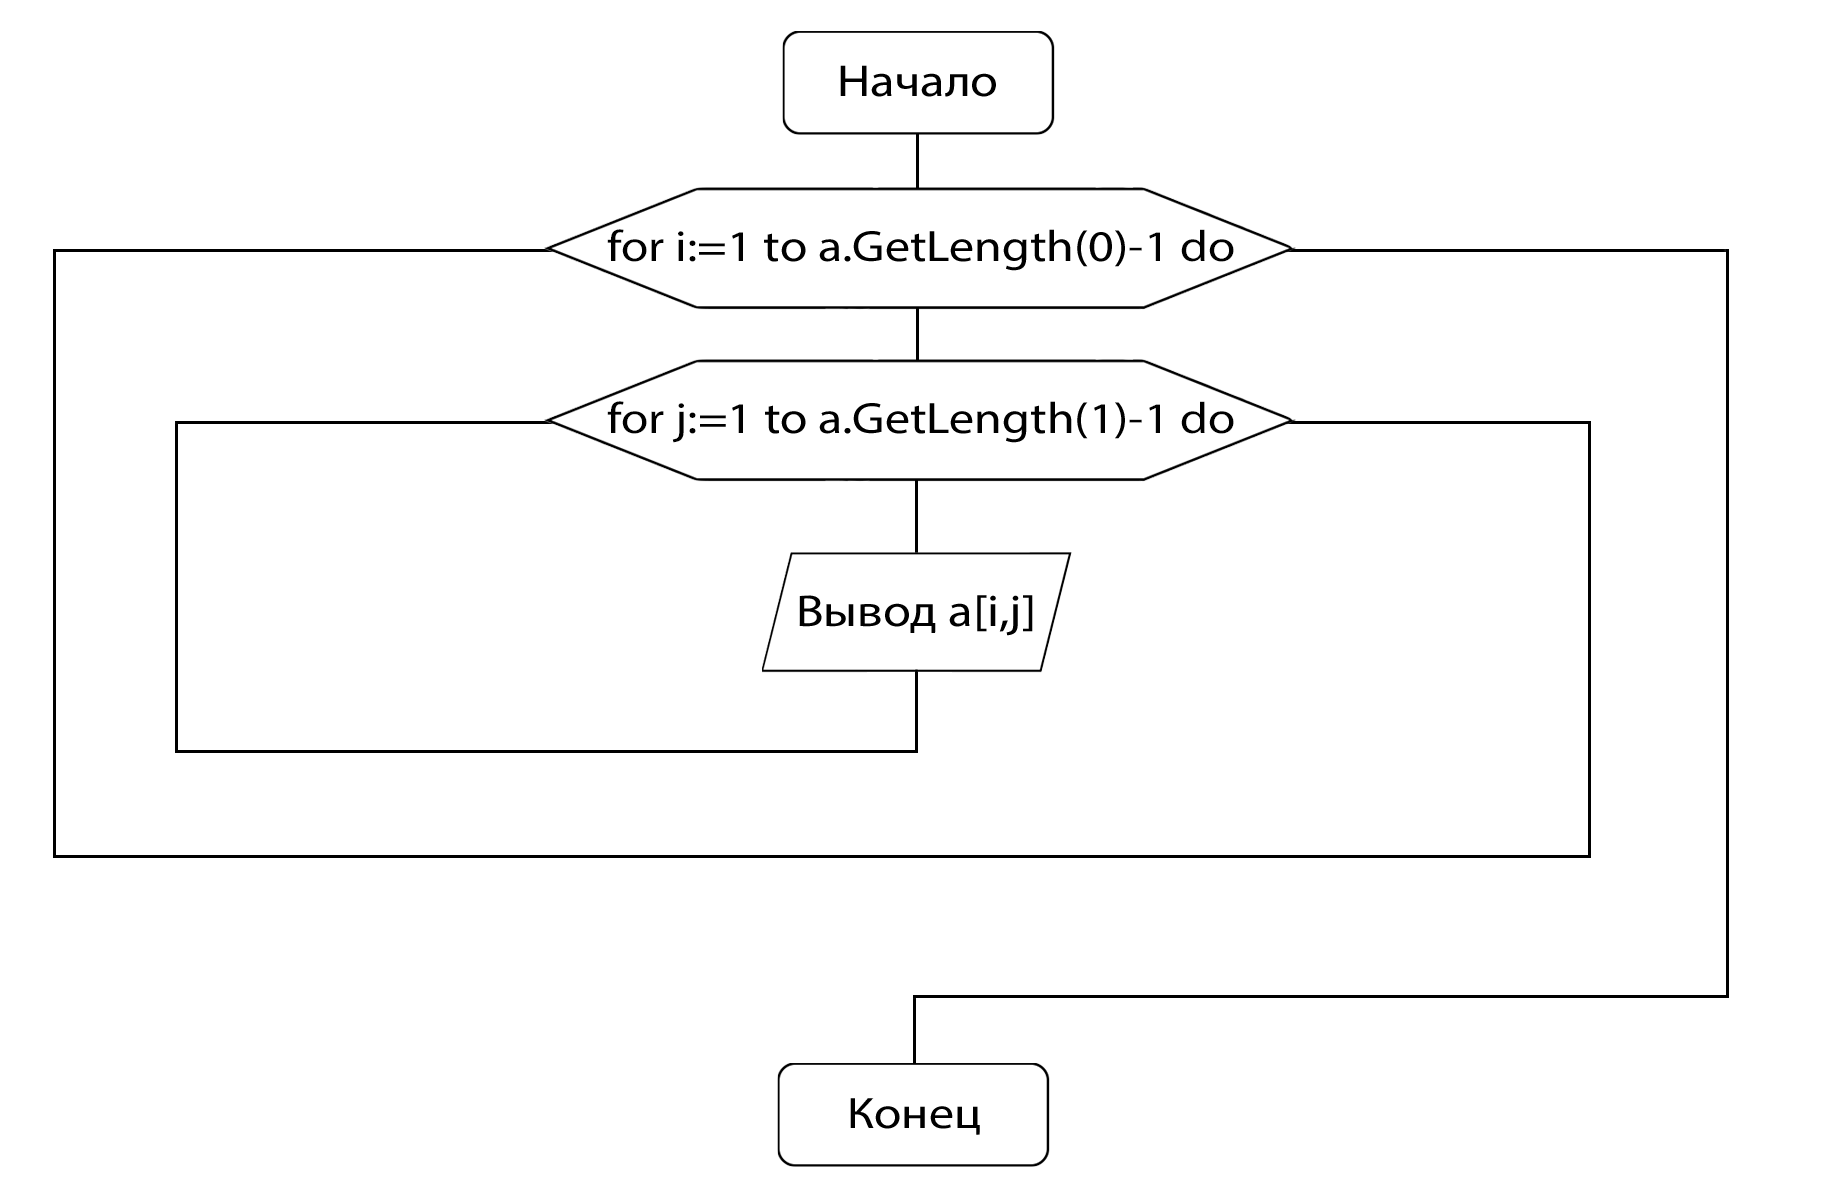 Начало
for i:=1 to a.GetLength(0)-1 do
for j:=1 to a.GetLength(1)-1 do
Вывод a[i,j]
Конец